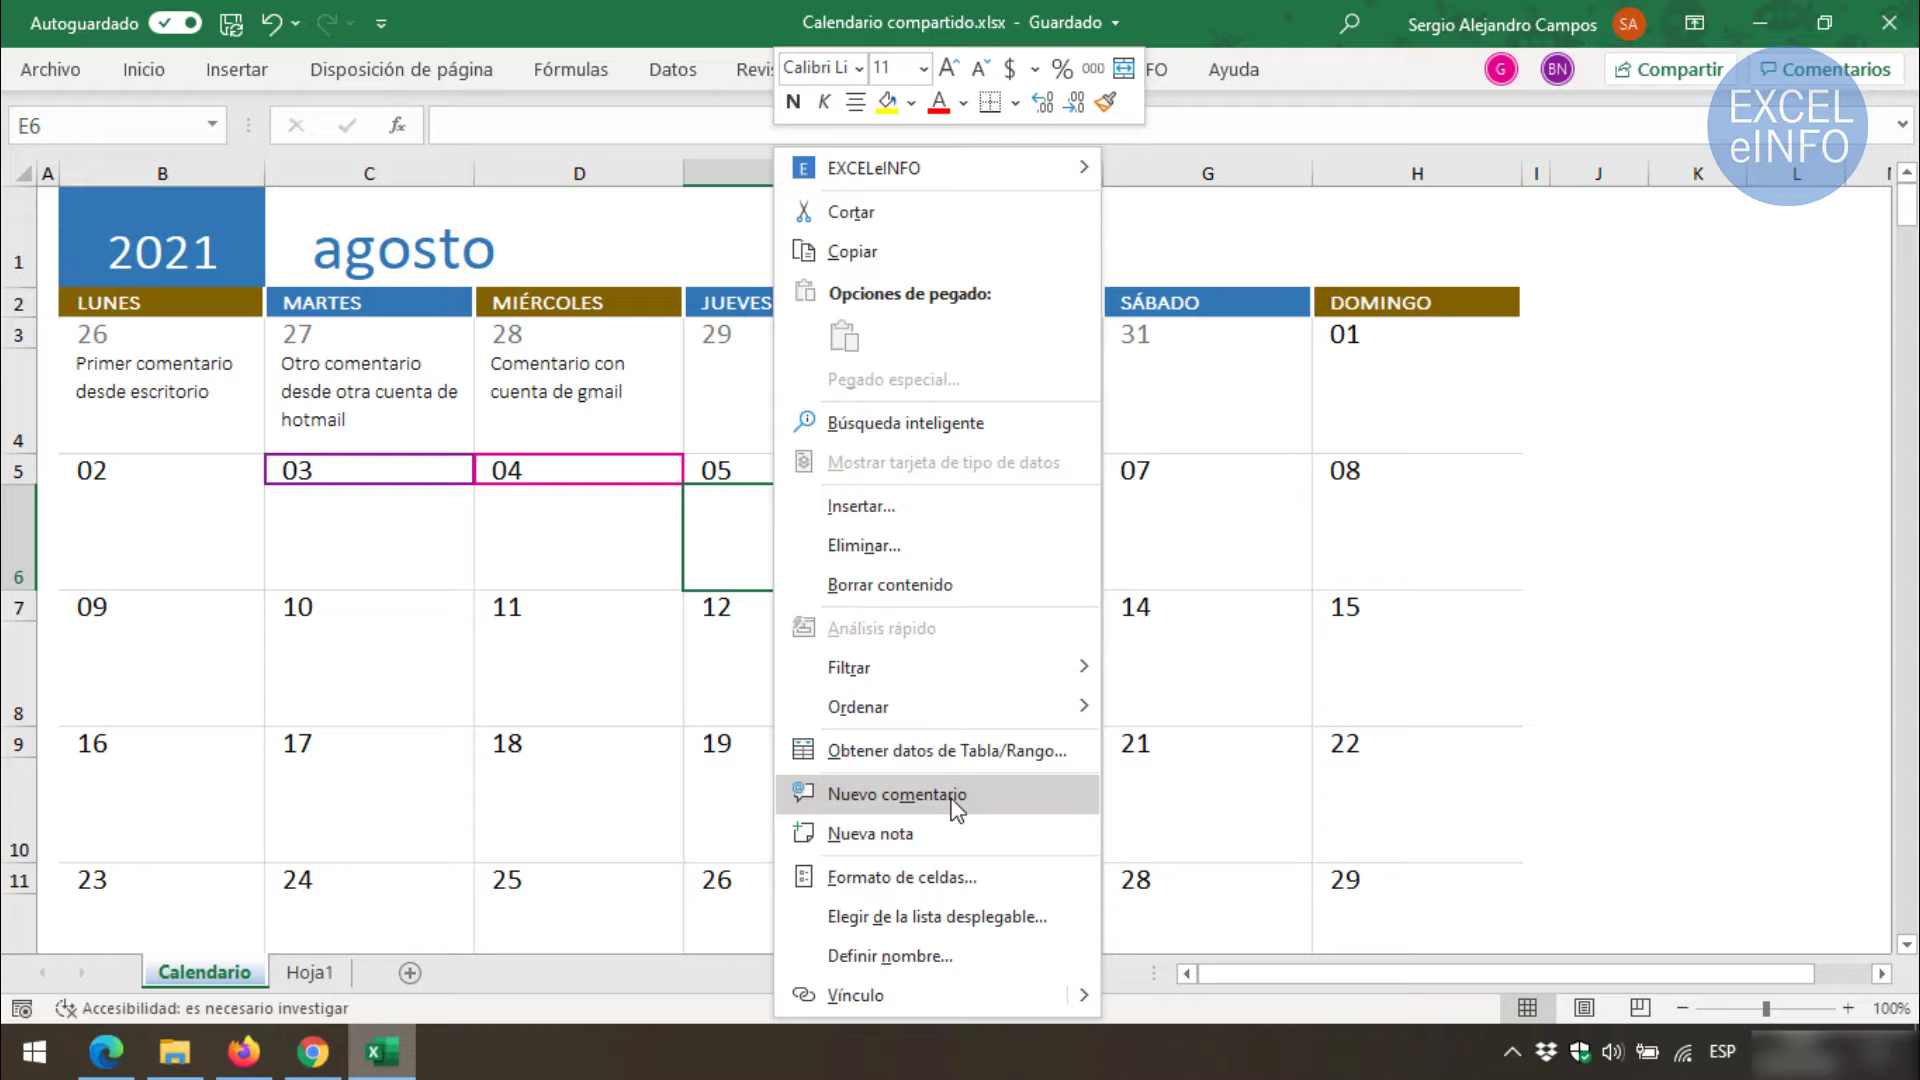 Autoguardado
Calendario compartido.xlsx - Guardado
Sergio Alejandro Campos
SA
Archivo
Inicio
Insertar
Disposición de página
Fórmulas
Datos
Revi
FO
Ayuda
G
BN
Compartir
Comentarios
Calibri Li
11
$ % 000
N K A
EXCEL
eINFO
E6
fx
A B C D G H I J K L
1 2021 agosto
2 LUNES MARTES MIÉRCOLES JUEVES SÁBADO DOMINGO
3 26 27 28 29 31 01
Primer comentario desde escritorio
Otro comentario desde otra cuenta de hotmail
Comentario con cuenta de gmail
4
5 02 03 04 05 07 08
6
7 09 10 11 12 14 15
8
9 16 17 18 19 21 22
10
11 23 24 25 26 28 29
EXCELeINFO
Cortar
Copiar
Opciones de pegado:
Pegado especial...
Búsqueda inteligente
Mostrar tarjeta de tipo de datos
Insertar...
Eliminar...
Borrar contenido
Análisis rápido
Filtrar
Ordenar
Obtener datos de Tabla/Rango...
Nuevo comentario
Nueva nota
Formato de celdas...
Elegir de la lista desplegable...
Definir nombre...
Vínculo
Calendario
Hoja1
Accesibilidad: es necesario investigar
100%
ESP